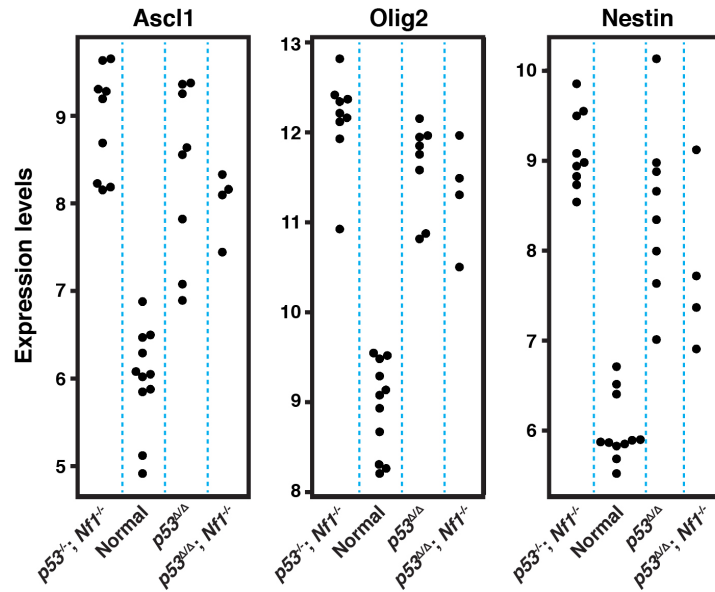 Ascl1
Olig2
Nestin
Expression levels
9
8
7
6
5
13
12
11
10
9
8
10
9
8
7
6
p53-/-; Nf1-/-
Normal
p53Δ/Δ
p53Δ/Δ; Nf1-/-
p53-/-; Nf1-/-
Normal
p53Δ/Δ
p53Δ/Δ; Nf1-/-
p53-/-; Nf1-/-
Normal
p53Δ/Δ
p53Δ/Δ; Nf1-/-